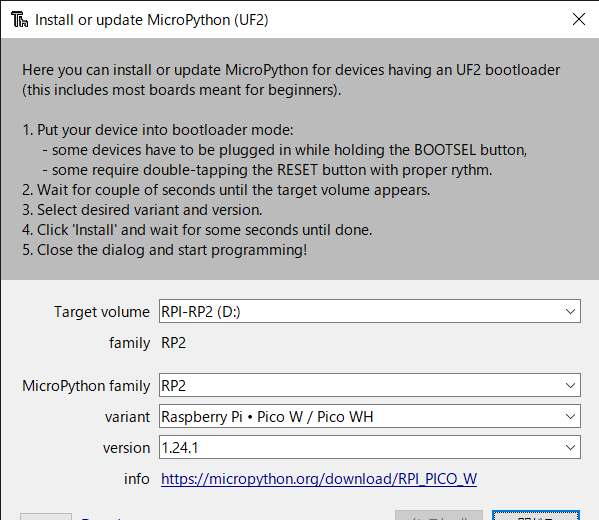 Install or update MicroPython (UF2)
Here you can install or update MicroPython for devices having an UF2 bootloader
(this includes most boards meant for beginners).
1. Put your device into bootloader mode:
- some devices have to be plugged in while holding the BOOTSEL button,
- some require double-tapping the RESET button with proper rythm.
2. Wait for couple of seconds until the target volume appears.
3. Select desired variant and version.
4. Click 'Install' and wait for some seconds until done.
5. Close the dialog and start programming!
Target volume RPI-RP2 (D:)
family RP2
MicroPython family RP2
variant Raspberry Pi • Pico W / Pico WH
version 1.24.1
info https://micropython.org/download/RPI_PICO_W